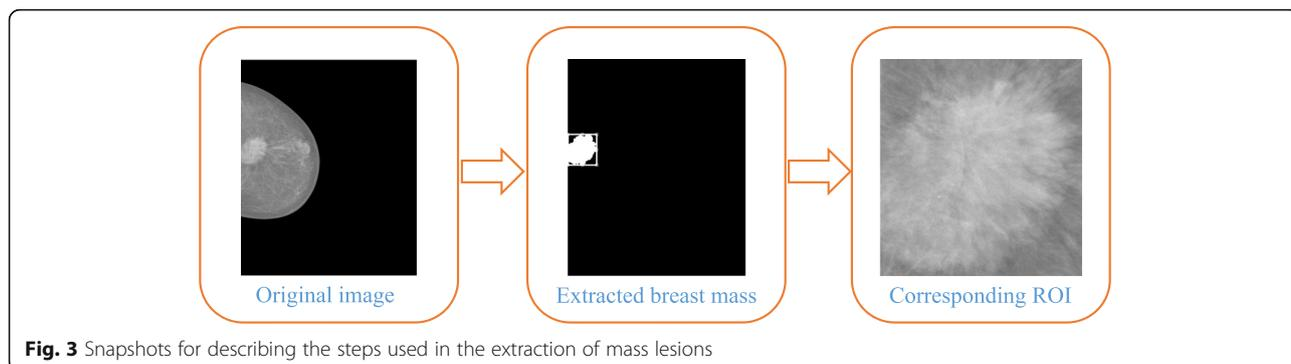 Original image
Extracted breast mass
Corresponding ROI
Fig. 3 Snapshots for describing the steps used in the extraction of mass lesions